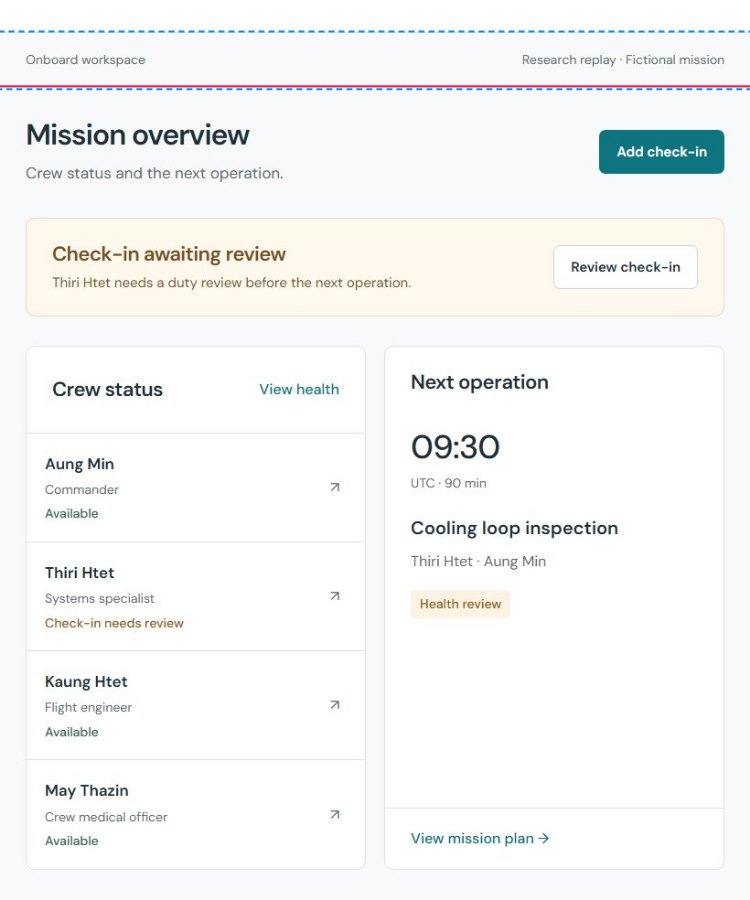 Onboard workspace
Research replay · Fictional mission
Mission overview
Crew status and the next operation.
Add check-in
Check-in awaiting review
Thiri Htet needs a duty review before the next operation.
Review check-in
Crew status
View health
Aung Min
Commander
Available
Thiri Htet
Systems specialist
Check-in needs review
Kaung Htet
Flight engineer
Available
May Thazin
Crew medical officer
Available
Next operation
09:30
UTC · 90 min
Cooling loop inspection
Thiri Htet · Aung Min
Health review
View mission plan →